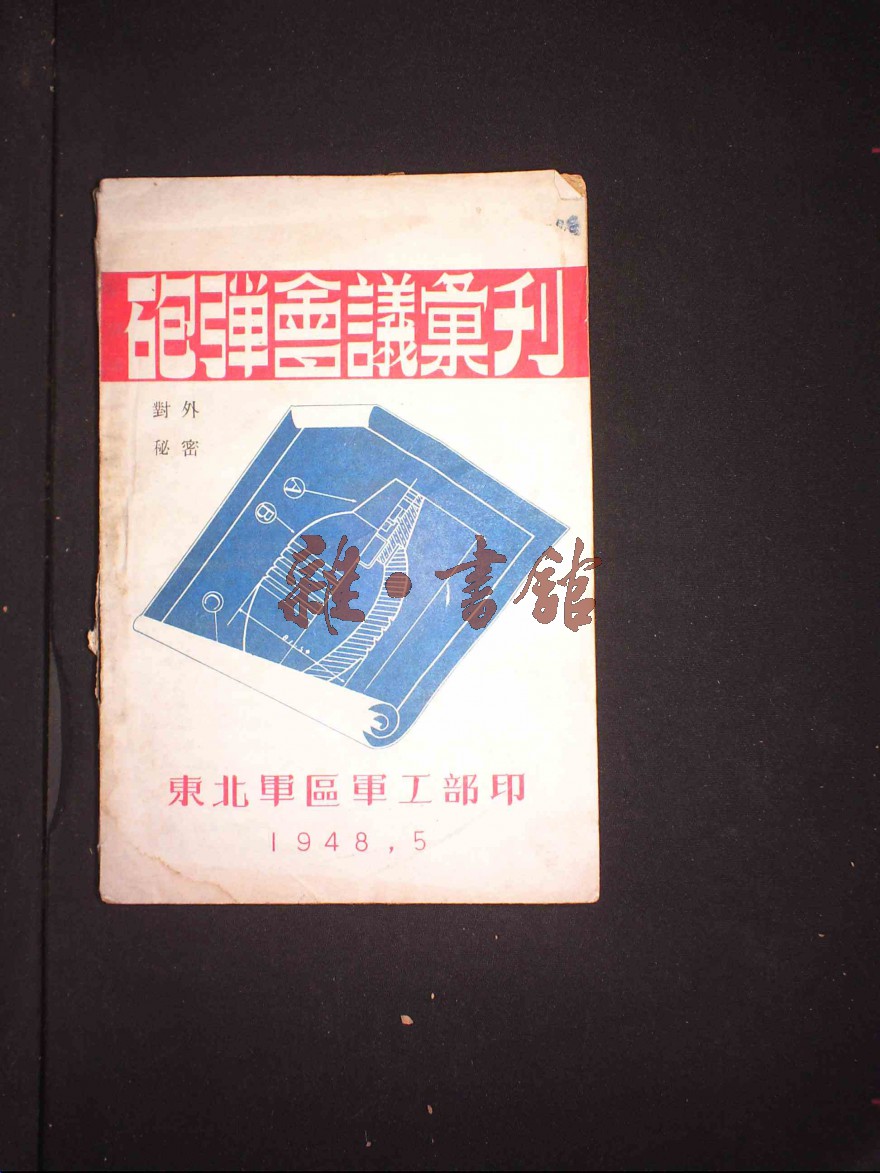 砲弹會議彙刊
對外
秘密
A
B
雜·書館
東北軍區軍工部印
1948,5